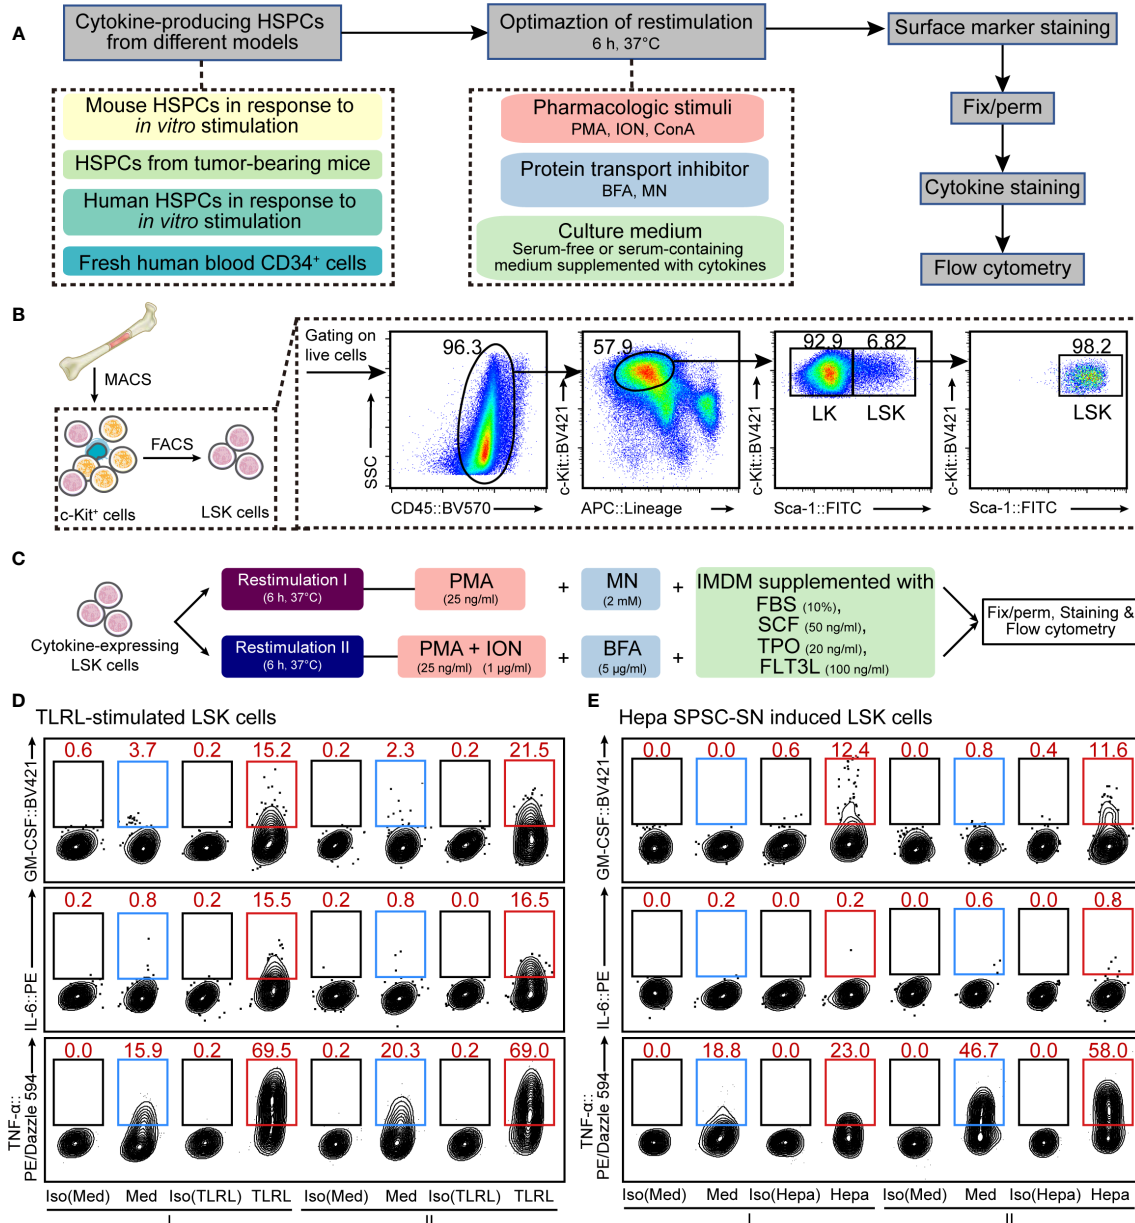 A
Cytokine-producing HSPCs
from different models
Optimaztion of restimulation
6 h, 37°C
Surface marker staining
Mouse HSPCs in response to
in vitro stimulation
HSPCs from tumor-bearing mice
Human HSPCs in response to
in vitro stimulation
Fresh human blood CD34⁺ cells
Pharmacologic stimuli
PMA, ION, ConA
Protein transport inhibitor
BFA, MN
Culture medium
Serum-free or serum-containing
medium supplemented with cytokines
Fix/perm
Cytokine staining
Flow cytometry
B
MACS
FACS
c-Kit⁺ cells
LSK cells
Gating on
live cells
96.3
SSC
CD45::BV570
57.9
c-Kit::BV421
APC::Lineage
92.9 6.82
LK LSK
c-Kit::BV421
Sca-1::FITC
98.2
LSK
c-Kit::BV421
Sca-1::FITC
C
Cytokine-expressing
LSK cells
Restimulation I
(6 h, 37°C)
PMA
(25 ng/ml)
+
MN
(2 mM)
+
Restimulation II
(6 h, 37°C)
PMA + ION
(25 ng/ml) (1 µg/ml)
+
BFA
(5 µg/ml)
+
IMDM supplemented with
FBS (10%),
SCF (50 ng/ml),
TPO (20 ng/ml),
FLT3L (100 ng/ml)
Fix/perm, Staining &
Flow cytometry
D
TLRL-stimulated LSK cells
GM-CSF::BV421
0.6 3.7 0.2 15.2 0.2 2.3 0.2 21.5
IL-6::PE
0.2 0.8 0.2 15.5 0.2 0.8 0.0 16.5
TNF-α::
PE/Dazzle 594
0.0 15.9 0.2 69.5 0.2 20.3 0.2 69.0
Iso(Med) Med Iso(TLRL) TLRL Iso(Med) Med Iso(TLRL) TLRL
I II
E
Hepa SPSC-SN induced LSK cells
GM-CSF::BV421
0.0 0.0 0.6 12.4 0.0 0.8 0.4 11.6
IL-6::PE
0.0 0.2 0.0 0.2 0.0 0.6 0.0 0.8
TNF-α::
PE/Dazzle 594
0.0 18.8 0.0 23.0 0.0 46.7 0.0 58.0
Iso(Med) Med Iso(Hepa) Hepa Iso(Med) Med Iso(Hepa) Hepa
I II